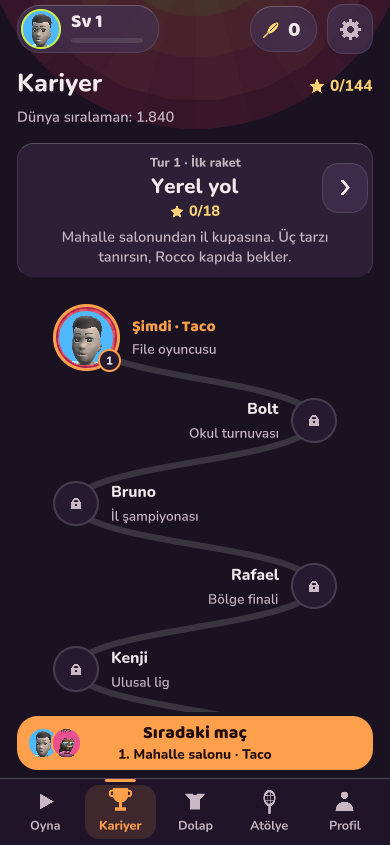 Sv 1
0
Kariyer
0/144
Dünya sıralaman: 1.840
Tur 1 · İlk raket
Yerel yol
0/18
Mahalle salonundan il kupasına. Üç tarzı
tanırsın, Rocco kapıda bekler.
Şimdi · Taco
File oyuncusu
1
Bolt
Okul turnuvası
Bruno
İl şampiyonası
Rafael
Bölge finali
Kenji
Ulusal lig
Sıradaki maç
1. Mahalle salonu · Taco
Oyna
Kariyer
Dolap
Atölye
Profil